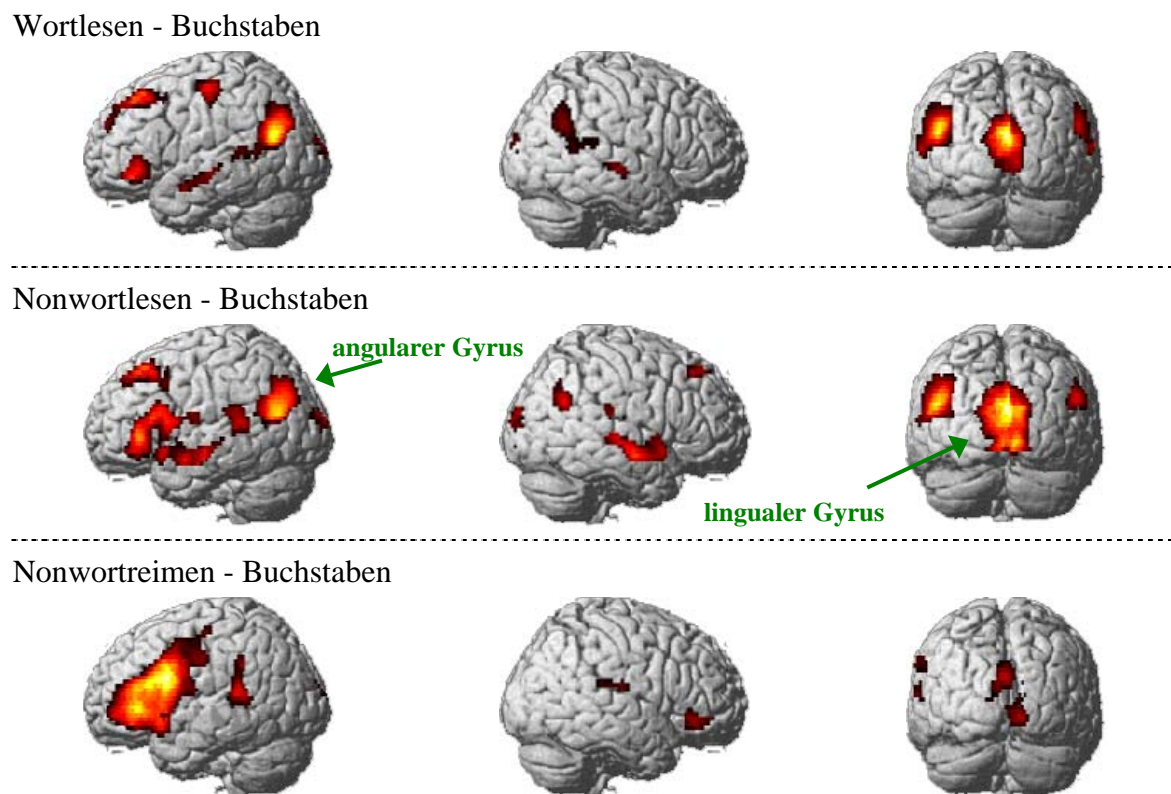 Wortlesen - Buchstaben
Nonwortlesen - Buchstaben
angularer Gyrus
lingualer Gyrus
Nonwortreimen - Buchstaben